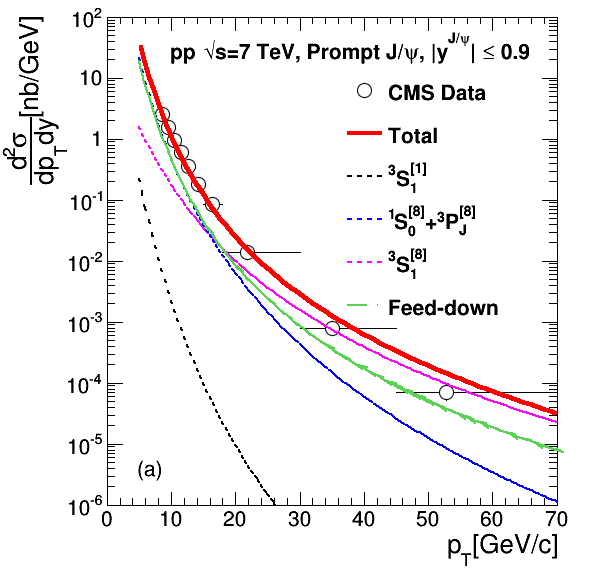 pp √s=7 TeV, Prompt J/ψ, |y^{J/ψ}| ≤ 0.9
CMS Data
Total
³S₁^{[1]}
¹S₀^{[8]}+³P_J^{[8]}
³S₁^{[8]}
Feed-down
(a)
d²σ/dp_Tdy[nb/GeV]
10²
10
1
10⁻¹
10⁻²
10⁻³
10⁻⁴
10⁻⁵
10⁻⁶
0 10 20 30 40 50 60 70
p_T[GeV/c]